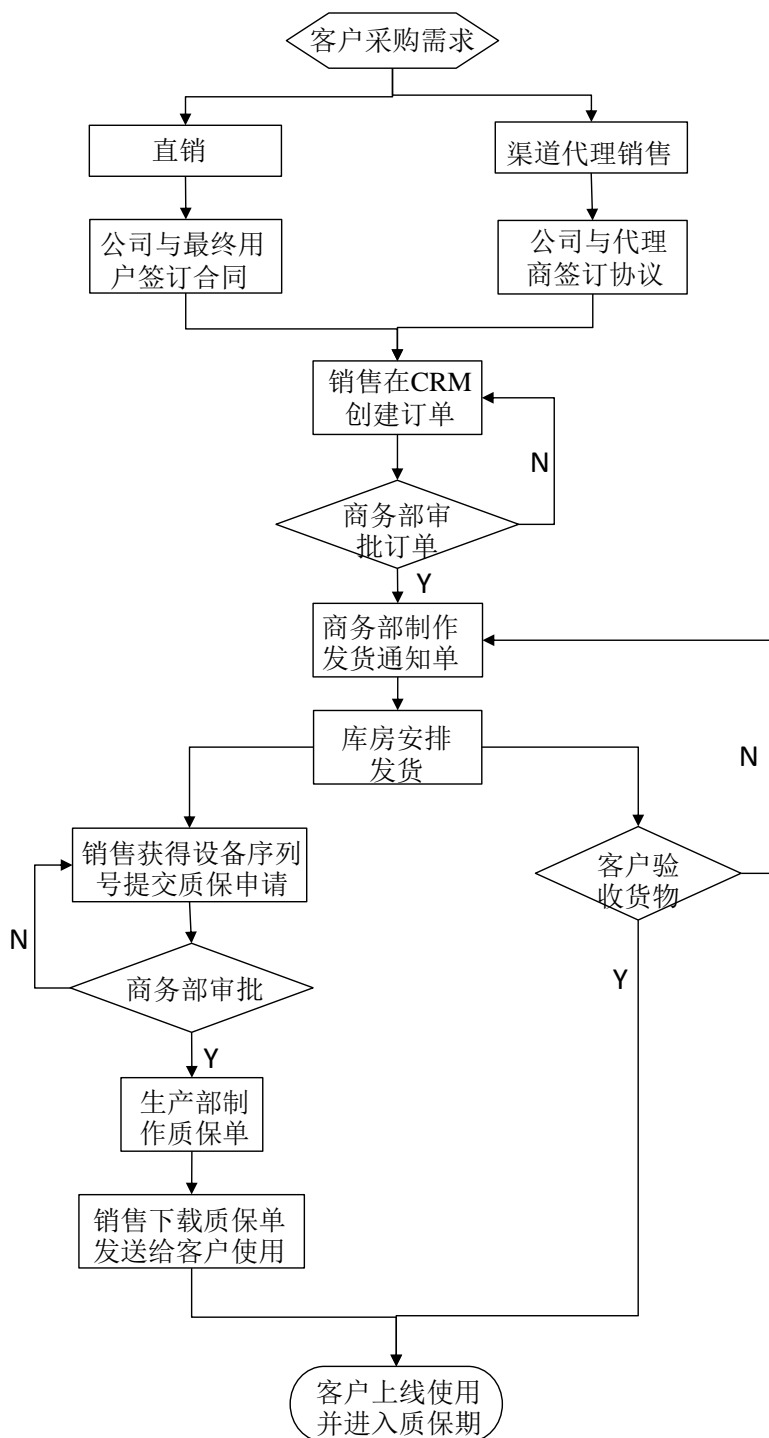 客户采购需求
直销
渠道代理销售
公司与最终用
户签订合同
公司与代理
商签订协议
销售在CRM
创建订单
N
商务部审
批订单
Y
商务部制作
发货通知单
库房安排
发货
N
销售获得设备序列
号提交质保申请
客户验
收货物
N
商务部审批
Y
Y
生产部制
作质保单
销售下载质保单
发送给客户使用
客户上线使用
并进入质保期